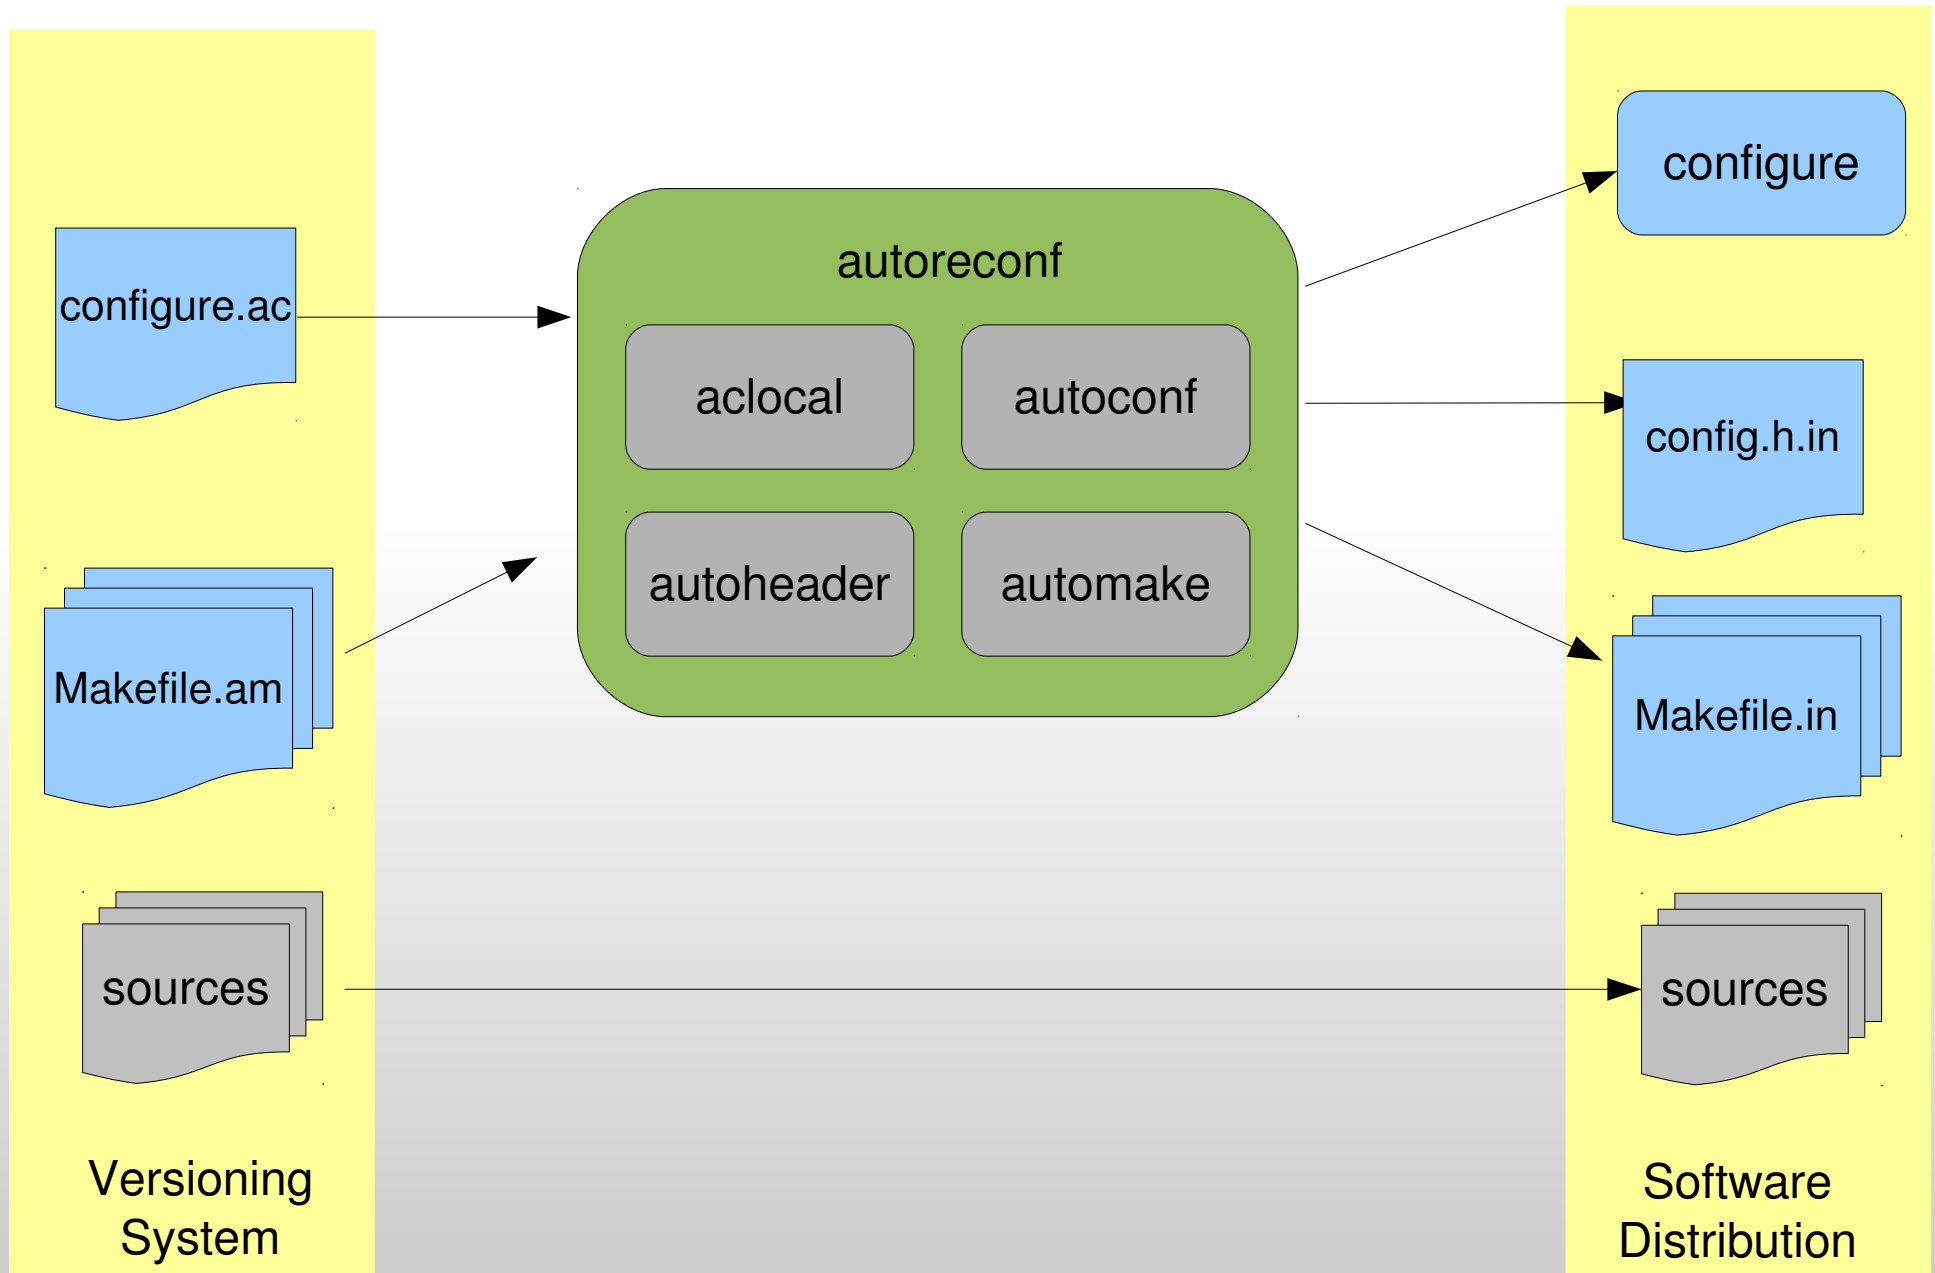 configure.ac
Makefile.am
sources
Versioning
System
autoreconf
aclocal
autoconf
autoheader
automake
configure
config.h.in
Makefile.in
sources
Software
Distribution